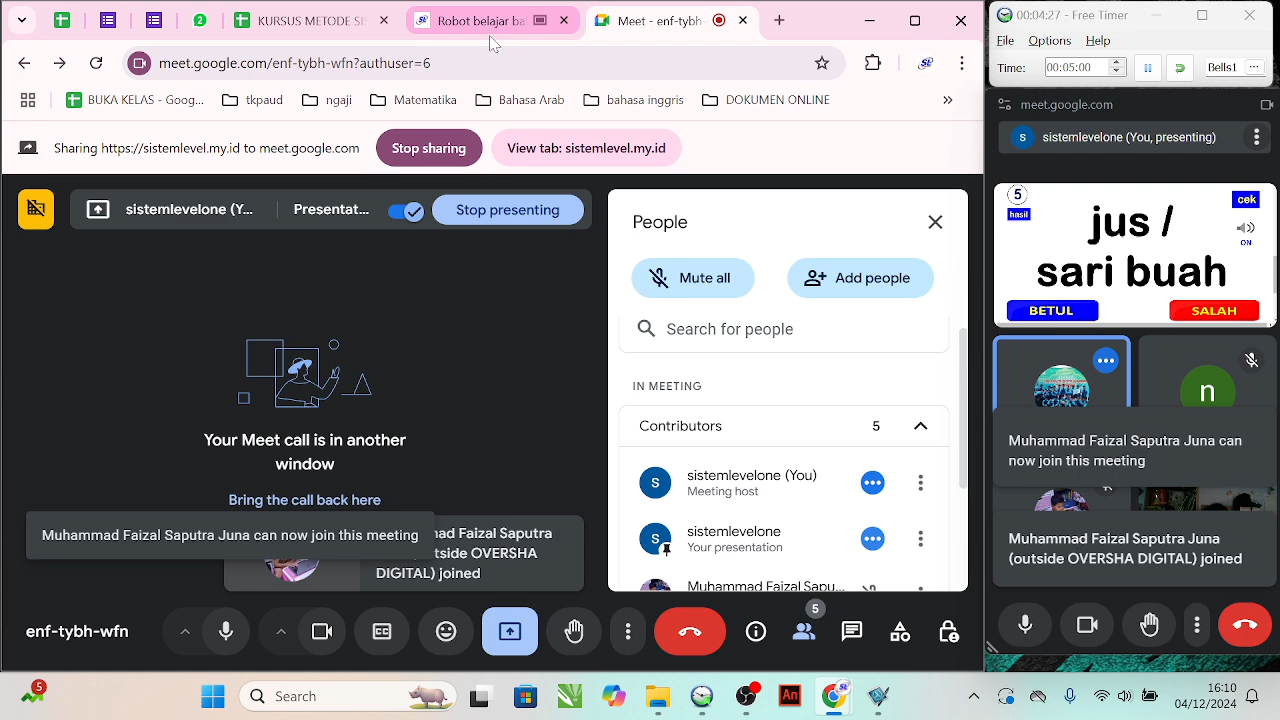 2
KURSUS METODE SI
Robot belajar ba
Meet - enf-tybh-
meet.google.com/enf-tybh-wfn?authuser=6
BUKA KELAS - Goog...
tkpaud
ngaji
Matematika
Bahasa Arab
bahasa inggris
DOKUMEN ONLINE
Sharing https://sistemlevel.my.id to meet.google.com
Stop sharing
View tab: sistemlevel.my.id
sistemlevelone (Y...
Presentat...
Stop presenting
Your Meet call is in another
window
Bring the call back here
Muhammad Faizal Saputra Juna can now join this meeting
ad Faizal Saputra
tside OVERSHA
DIGITAL) joined
People
Mute all
Add people
Search for people
IN MEETING
Contributors
5
S
sistemlevelone (You)
Meeting host
S
sistemlevelone
Your presentation
Muhammad Faizal Sapu...
enf-tybh-wfn
5
00:04:27 - Free Timer
File
Options
Help
Time:
00:05:00
Bells1
...
meet.google.com
S
sistemlevelone (You, presenting)
5
hasil
cek
ON
jus /
sari buah
BETUL
SALAH
n
Muhammad Faizal Saputra Juna can
now join this meeting
Muhammad Faizal Saputra Juna
(outside OVERSHA DIGITAL) joined
5
Search
An
16:10
04/12/2024